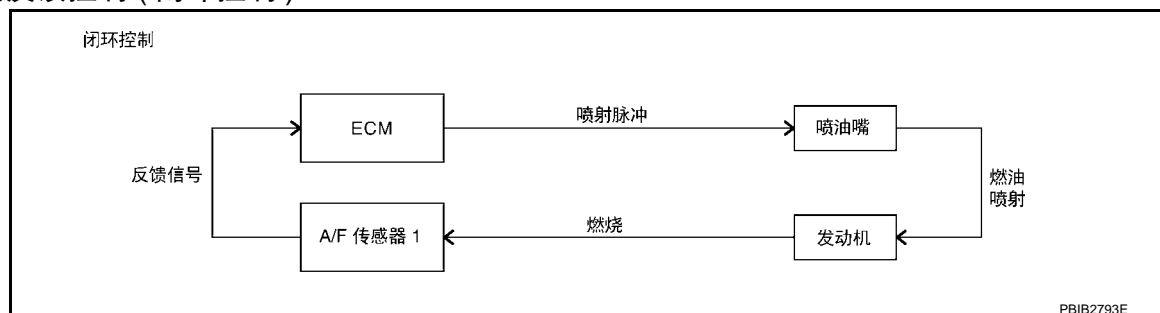 闭环控制
ECM
喷射脉冲
喷油嘴
反馈信号
燃油
喷射
A/F 传感器 1
燃烧
发动机
PBIB2793E